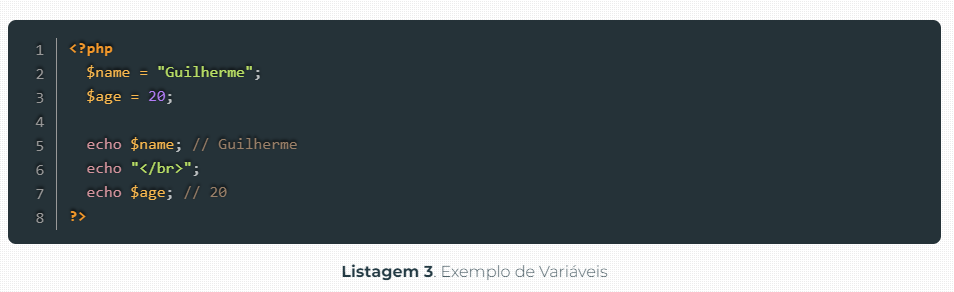 1 <?php
2 $name = "Guilherme";
3 $age = 20;
4
5 echo $name; // Guilherme
6 echo "</br>";
7 echo $age; // 20
8 ?>
Listagem 3. Exemplo de Variáveis